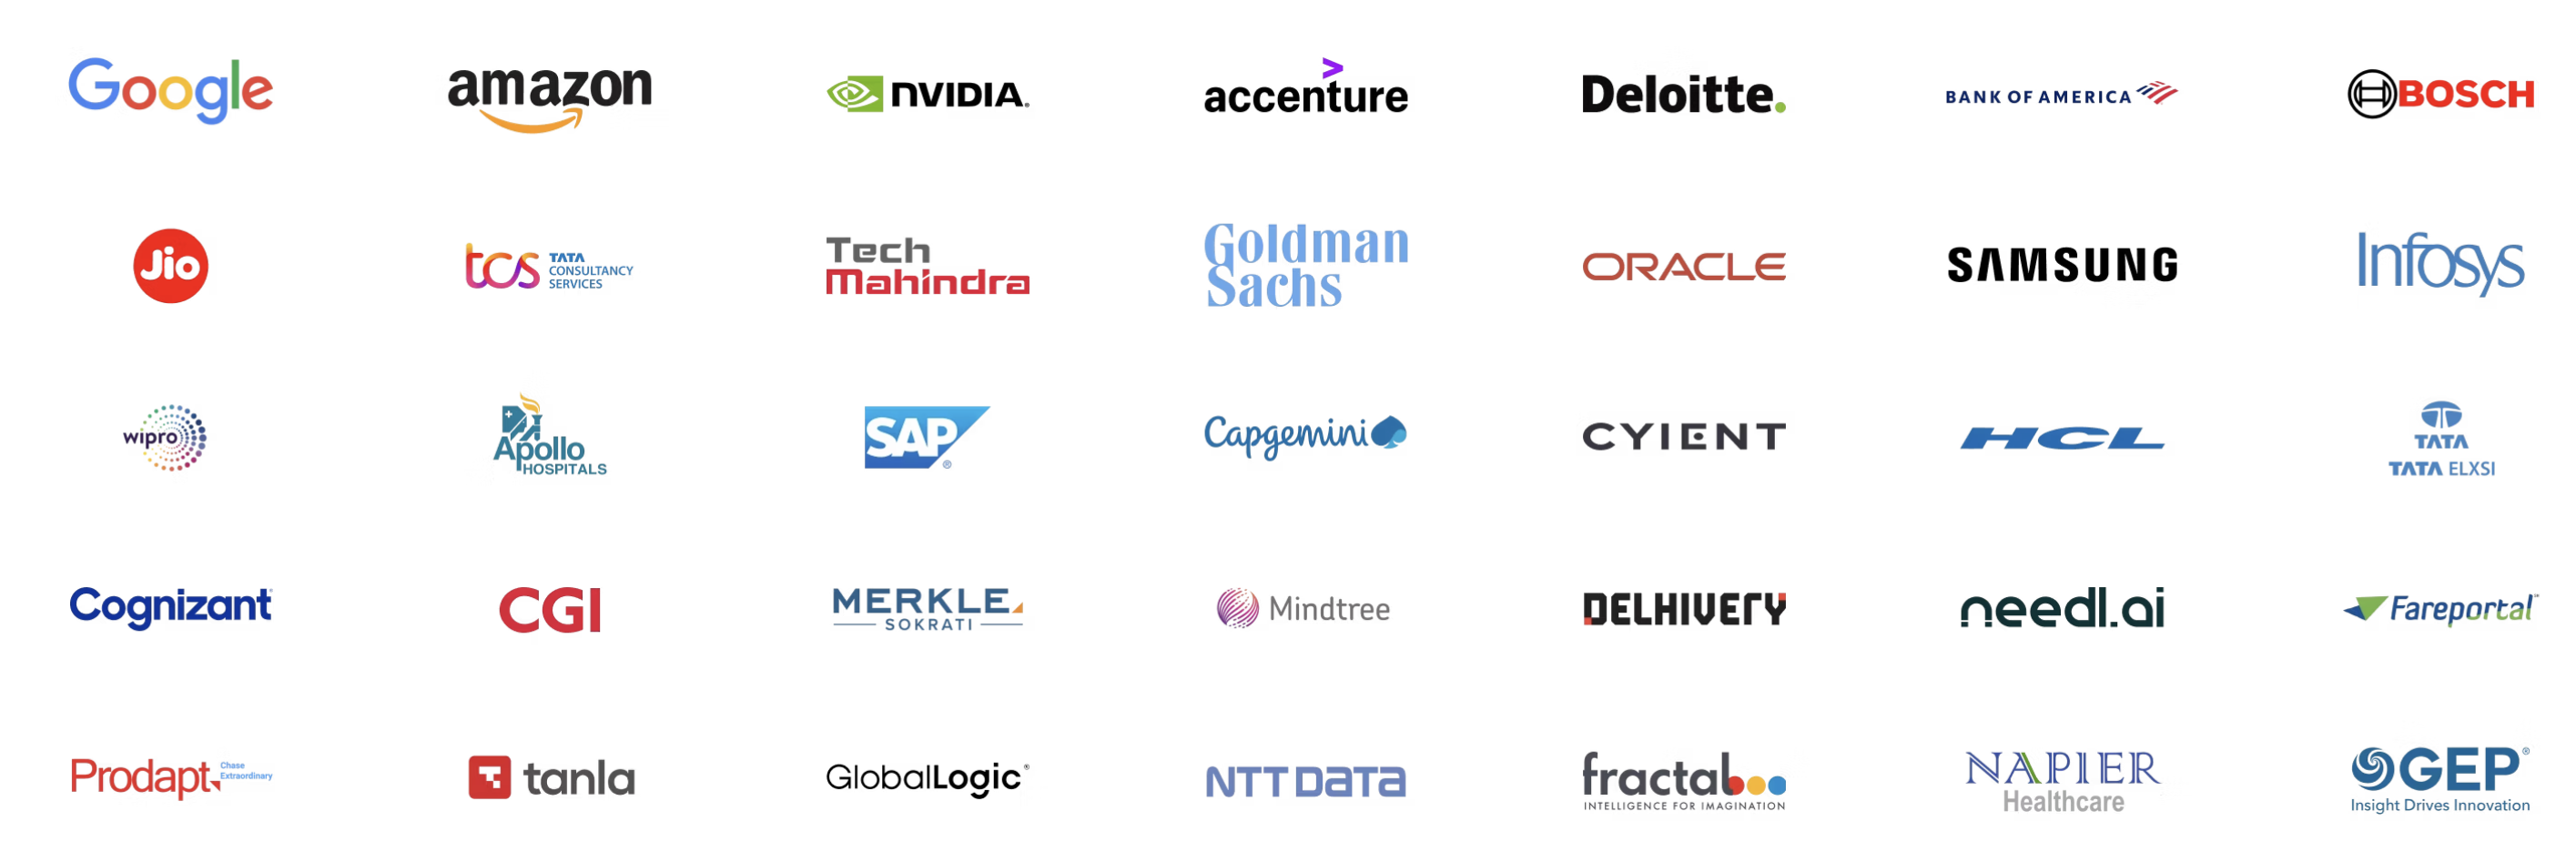 Google
amazon
NVIDIA.
accenture
Deloitte.
BANK OF AMERICA
BOSCH
Jio
tcs TATA
CONSULTANCY
SERVICES
Tech
Mahindra
Goldman
Sachs
ORACLE
SAMSUNG
Infosys
wipro
Apollo
HOSPITALS
SAP®
Capgemini
CYIENT
HCL
TATA
TATA ELXSI
Cognizant
CGI
MERKLE
SOKRATI
Mindtree
DELHIVERY
needl.ai
Fareportal
Prodapt
Chase
Extraordinary
tanla
GlobalLogic®
NTT DATA
fractal
INTELLIGENCE FOR IMAGINATION
NAPIER
Healthcare
GEP®
Insight Drives Innovation